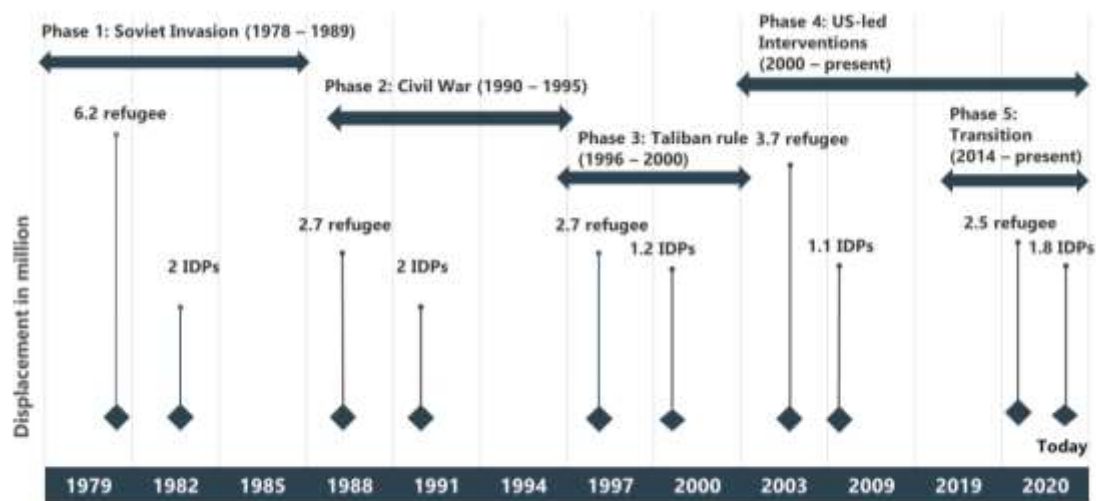 Phase 1: Soviet Invasion (1978 – 1989)
Phase 2: Civil War (1990 – 1995)
Phase 3: Taliban rule
(1996 – 2000)
Phase 4: US-led
Interventions
(2000 – present)
Phase 5:
Transition
(2014 – present)
6.2 refugee
2 IDPs
2.7 refugee
2 IDPs
2.7 refugee
1.2 IDPs
3.7 refugee
1.1 IDPs
2.5 refugee
1.8 IDPs
Displacement in million
Today
1979 1982 1985 1988 1991 1994 1997 2000 2003 2009 2019 2020